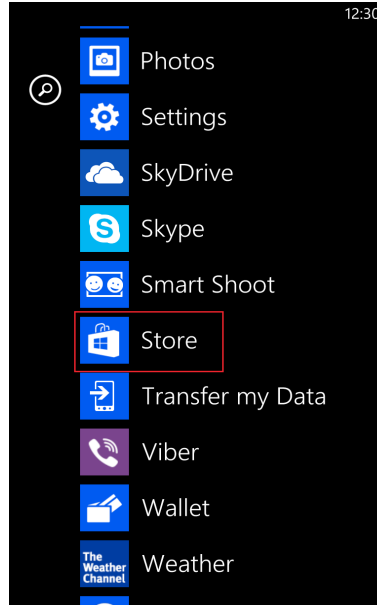 12:30
Photos
Settings
SkyDrive
Skype
Smart Shoot
Store
Transfer my Data
Viber
Wallet
The
Weather
Channel
Weather